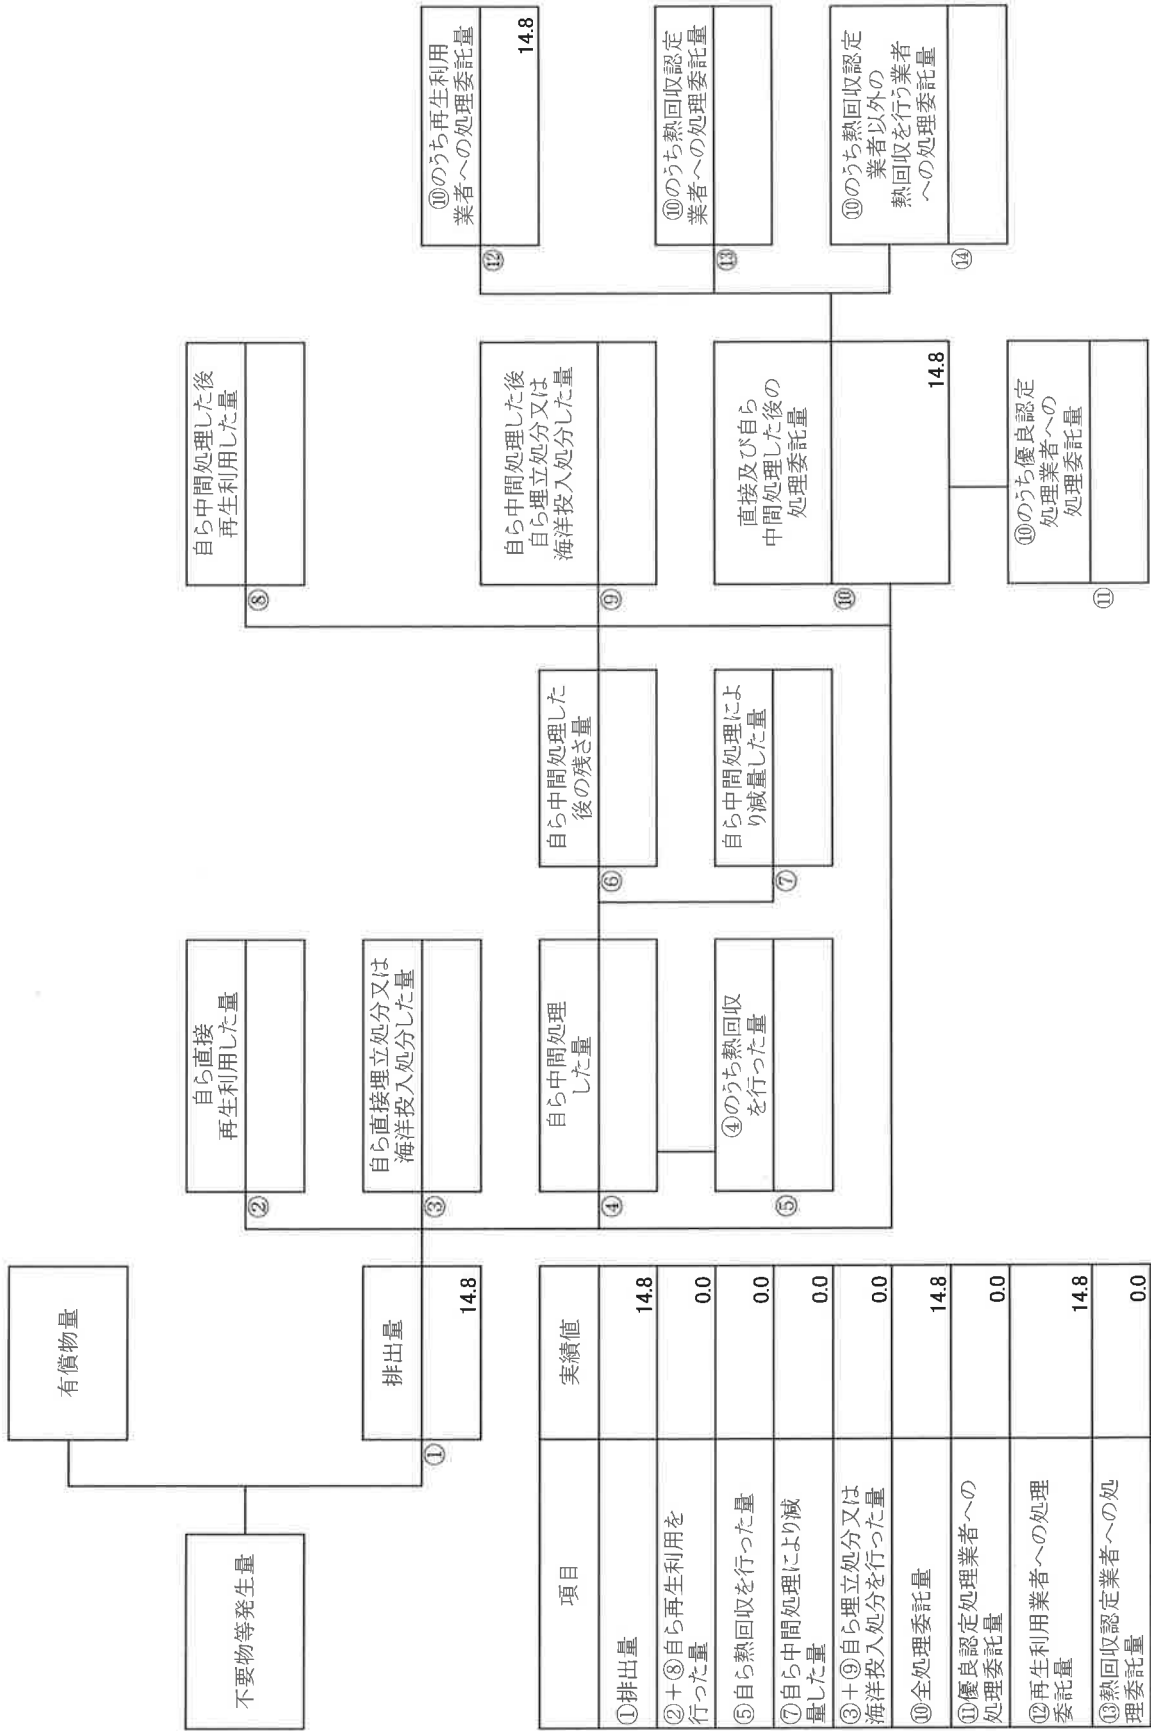 不要物等発生量
有償物量
①
排出量
14.8
②
自ら直接
再生利用した量
③
自ら直接埋立処分又は
海洋投入処分した量
④
自ら中間処理
した量
⑤
④のうち熱回収
を行った量
⑥
自ら中間処理した
後の残さ量
⑦
自ら中間処理によ
り減量した量
⑧
自ら中間処理した後
再生利用した量
⑨
自ら中間処理した後
自ら埋立処分又は
海洋投入処分した量
⑩
直接及び自ら
中間処理した後の
処理委託量
14.8
⑪
⑩のうち優良認定
処理業者への
処理委託量
⑫
⑩のうち再生利用
業者への処理委託量
14.8
⑬
⑩のうち熱回収認定
業者への処理委託量
⑭
⑩のうち熱回収認定
業者以外の
熱回収を行う業者
への処理委託量
項目 実績値
①排出量 14.8
②+⑧自ら再生利用を
行った量 0.0
⑤自ら熱回収を行った量 0.0
⑦自ら中間処理により減
量した量 0.0
③+⑨自ら埋立処分又は
海洋投入処分を行った量 0.0
⑩全処理委託量 14.8
⑪優良認定処理業者への
処理委託量 0.0
⑫再生利用業者への処理
委託量 14.8
⑬熱回収認定業者への処
理委託量 0.0